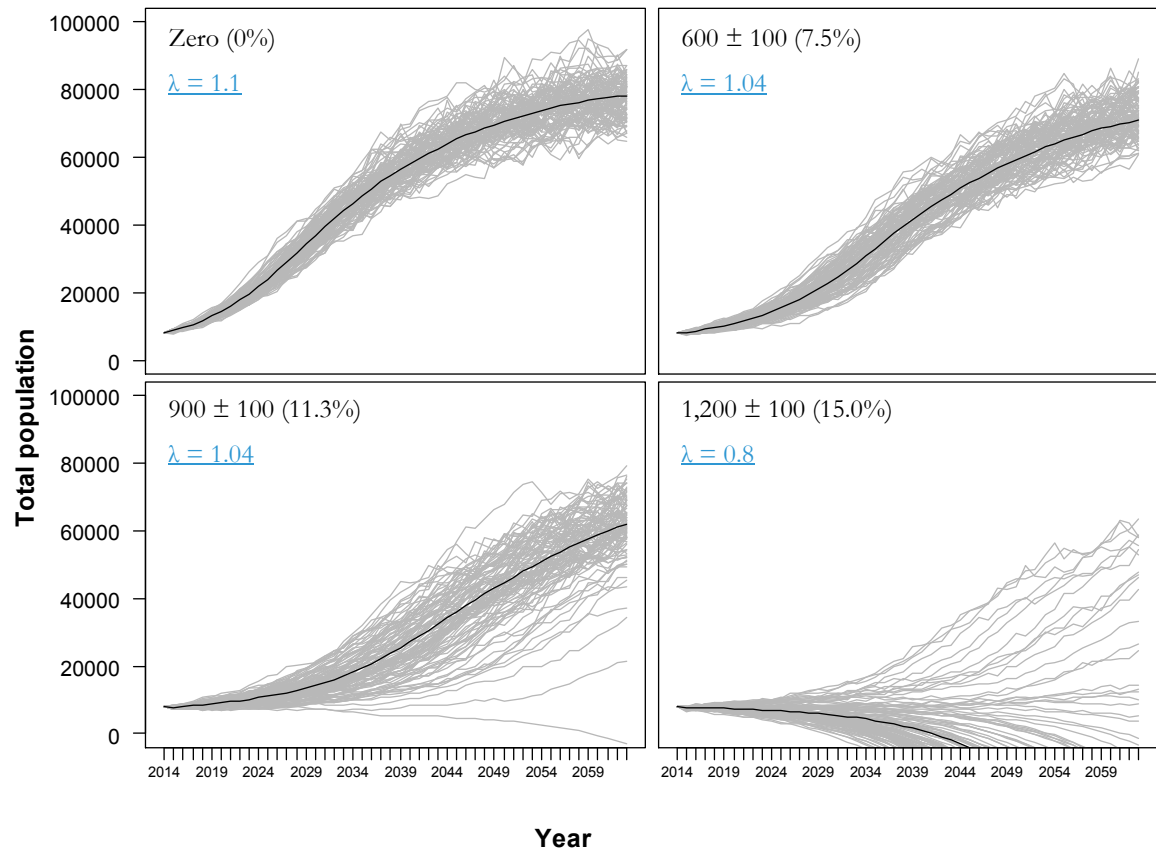 Zero (0%)
λ = 1.1
600 ± 100 (7.5%)
λ = 1.04
100000
80000
60000
40000
20000
0
900 ± 100 (11.3%)
λ = 1.04
1,200 ± 100 (15.0%)
λ = 0.8
100000
80000
60000
40000
20000
0
Total population
2014 2019 2024 2029 2034 2039 2044 2049 2054 2059
2014 2019 2024 2029 2034 2039 2044 2049 2054 2059
Year